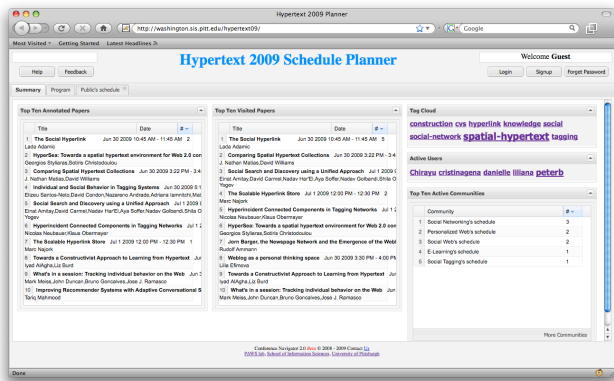 Hypertext 2009 Planner
http://washington.sis.pitt.edu/hypertext09/
Google
Most Visited Getting Started Latest Headlines
Hypertext 2009 Schedule Planner
Welcome Guest
Help Feedback
Login Signup Forget Password
Summary Program Public's schedule
Top Ten Annotated Papers
Title Date #
1 The Social Hyperlink Jun 30 2009 10:45 AM - 11:45 AM 2
Lada Adamic
2 HyperSea: Towards a spatial hypertext environment for Web 2.0 con
Georgios Stylaras,Sotiris Christodoulou
3 Comparing Spatial Hypertext Collections Jun 30 2009 3:22 PM - 3:4
J. Nathan Matias,David Williams
4 Individual and Social Behavior in Tagging Systems Jun 30 2009 5:1
Elizeu Santos-Neto,David Condon,Nazareno Andrade,Adriana Iamnitchi,Mat
5 Social Search and Discovery using a Unified Approach Jul 1 2009
Einat Amitay,David Carmel,Nadav Har'El,Aya Soffer,Nadav Golbandi,Shila O
Yogev
6 Hyperincident Connected Components in Tagging Networks Jul 1
Nicolas Neubauer,Klaus Obermayer
7 The Scalable Hyperlink Store Jul 1 2009 12:00 PM - 12:30 PM 1
Marc Najork
8 Towards a Constructivist Approach to Learning from Hypertext Jun
Iyad AlAgha,Liz Burd
9 What's in a session: Tracking individual behavior on the Web Jun 3
Mark Meiss,John Duncan,Bruno Goncalves,Jose J. Ramasco
10 Improving Recommender Systems with Adaptive Conversational S
Tariq Mahmood
Top Ten Visited Papers
Title Date #
1 The Social Hyperlink Jun 30 2009 10:45 AM - 11:45 AM 5
Lada Adamic
2 Comparing Spatial Hypertext Collections Jun 30 2009 3:22 PM - 3:4
J. Nathan Matias,David Williams
3 Social Search and Discovery using a Unified Approach Jul 1 2009
Einat Amitay,David Carmel,Nadav Har'El,Aya Soffer,Nadav Golbandi,Shila O
Yogev
4 The Scalable Hyperlink Store Jul 1 2009 12:00 PM - 12:30 PM 2
Marc Najork
5 Hyperincident Connected Components in Tagging Networks Jul 1 2
Nicolas Neubauer,Klaus Obermayer
6 HyperSea: Towards a spatial hypertext environment for Web 2.0 con
Georgios Stylaras,Sotiris Christodoulou
7 Jorn Barger, the Newspage Network and the Emergence of the Webl
Rudolf Ammann
8 Weblog as a personal thinking space Jun 30 2009 3:30 PM - 4:00 P
Lilia Efimova
9 Towards a Constructivist Approach to Learning from Hypertext Jun
Iyad AlAgha,Liz Burd
10 What's in a session: Tracking individual behavior on the Web Jun
Mark Meiss,John Duncan,Bruno Goncalves,Jose J. Ramasco
Tag Cloud
construction cvs hyperlink knowledge social
social-network spatial-hypertext tagging
Active Users
Chirayu cristinagena danielle liliana peterb
Top Ten Active Communities
Community #
1 Social Networking's schedule 3
2 Personalized Web's schedule 2
3 Social Web's schedule 2
4 E-Learning's schedule 1
5 Social Tagging's schedule 1
More Communities
Conference Navigator 2.0 Beta © 2008 - 2009 Contact Us
PAWS lab, School of Information Sciences, University of Pittsburgh
Done